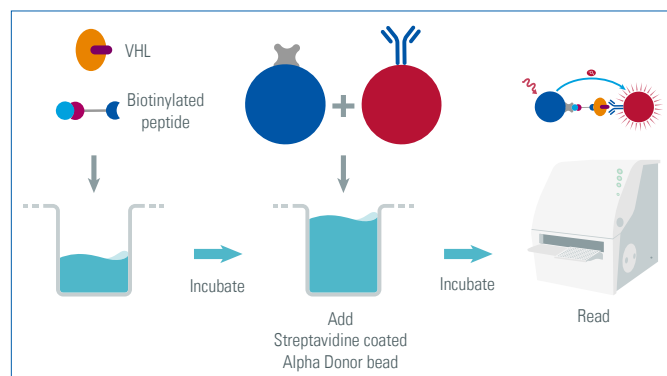 VHL
Biotinylated
peptide
Incubate
Add
Streptavidine coated
Alpha Donor bead
Incubate
Read